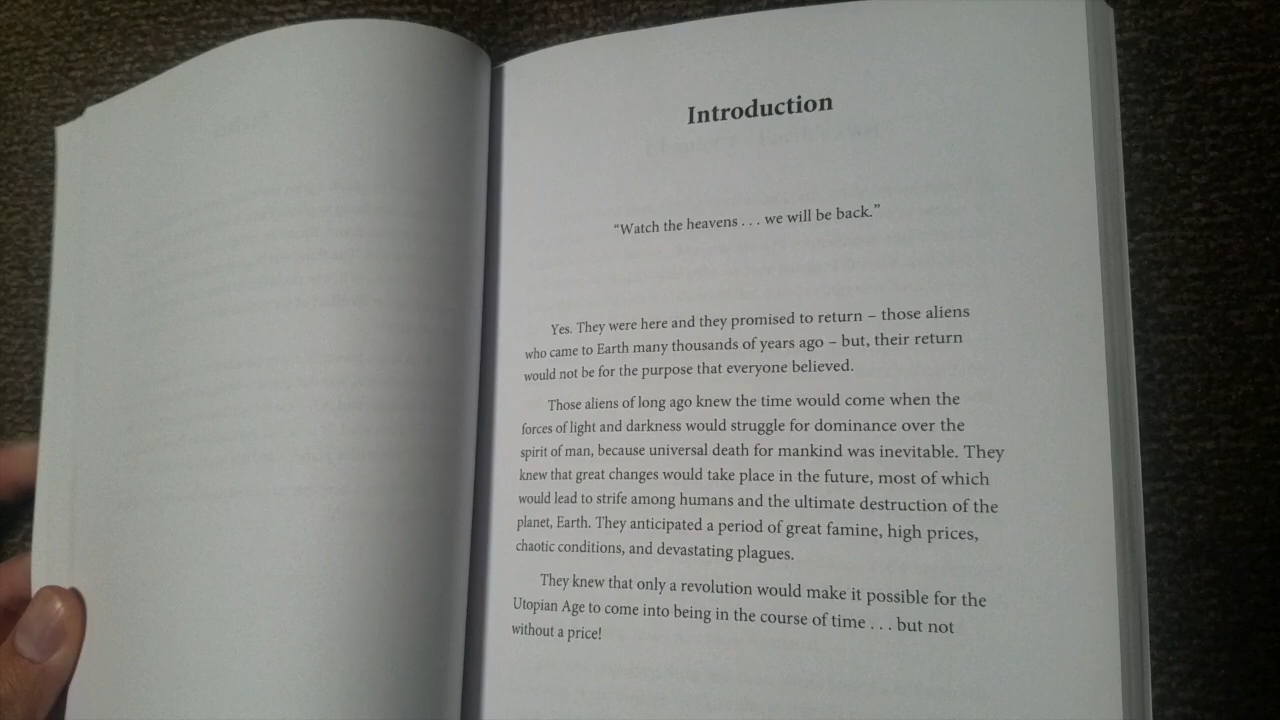 Introduction
“Watch the heavens . . . we will be back.”
Yes. They were here and they promised to return – those aliens
who came to Earth many thousands of years ago – but, their return
would not be for the purpose that everyone believed.
Those aliens of long ago knew the time would come when the
forces of light and darkness would struggle for dominance over the
spirit of man, because universal death for mankind was inevitable. They
knew that great changes would take place in the future, most of which
would lead to strife among humans and the ultimate destruction of the
planet, Earth. They anticipated a period of great famine, high prices,
chaotic conditions, and devastating plagues.
They knew that only a revolution would make it possible for the
Utopian Age to come into being in the course of time . . . but not
without a price!